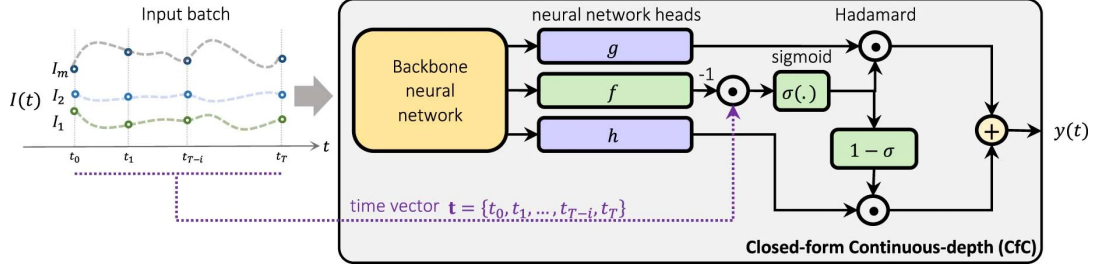 Input batch
neural network heads
Hadamard
g
sigmoid
I_m
Backbone
neural
network
f
-1
σ(.)
I(t)
I_2
I_1
h
1 − σ
+
y(t)
t_0
t_1
t_{T−i}
t_T
t
time vector 𝐭 = {t_0, t_1, … , t_{T−i}, t_T}
Closed-form Continuous-depth (CfC)